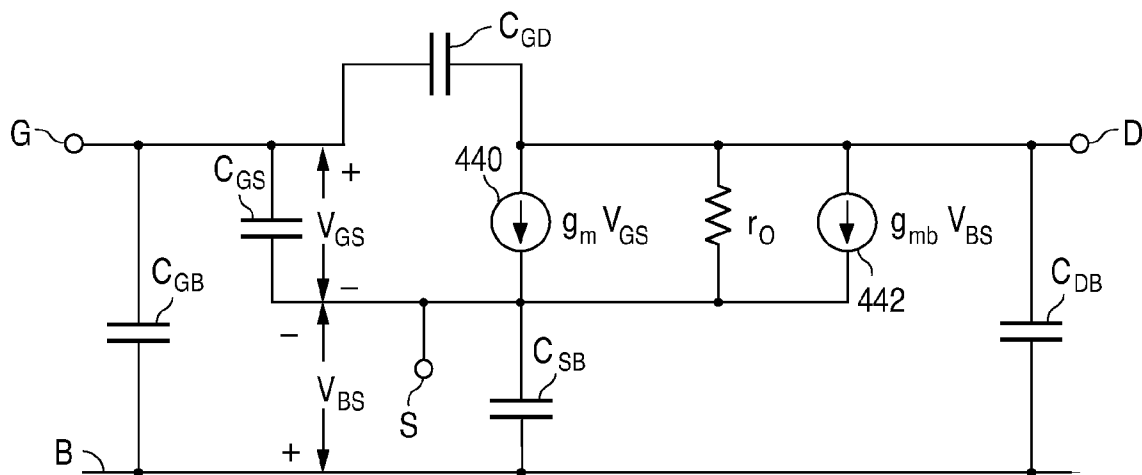 C_GD
G
D
C_GS
+
440
V_GS
g_m V_GS
r_O
g_mb V_BS
C_GB
−
442
C_DB
−
C_SB
V_BS
S
B
+